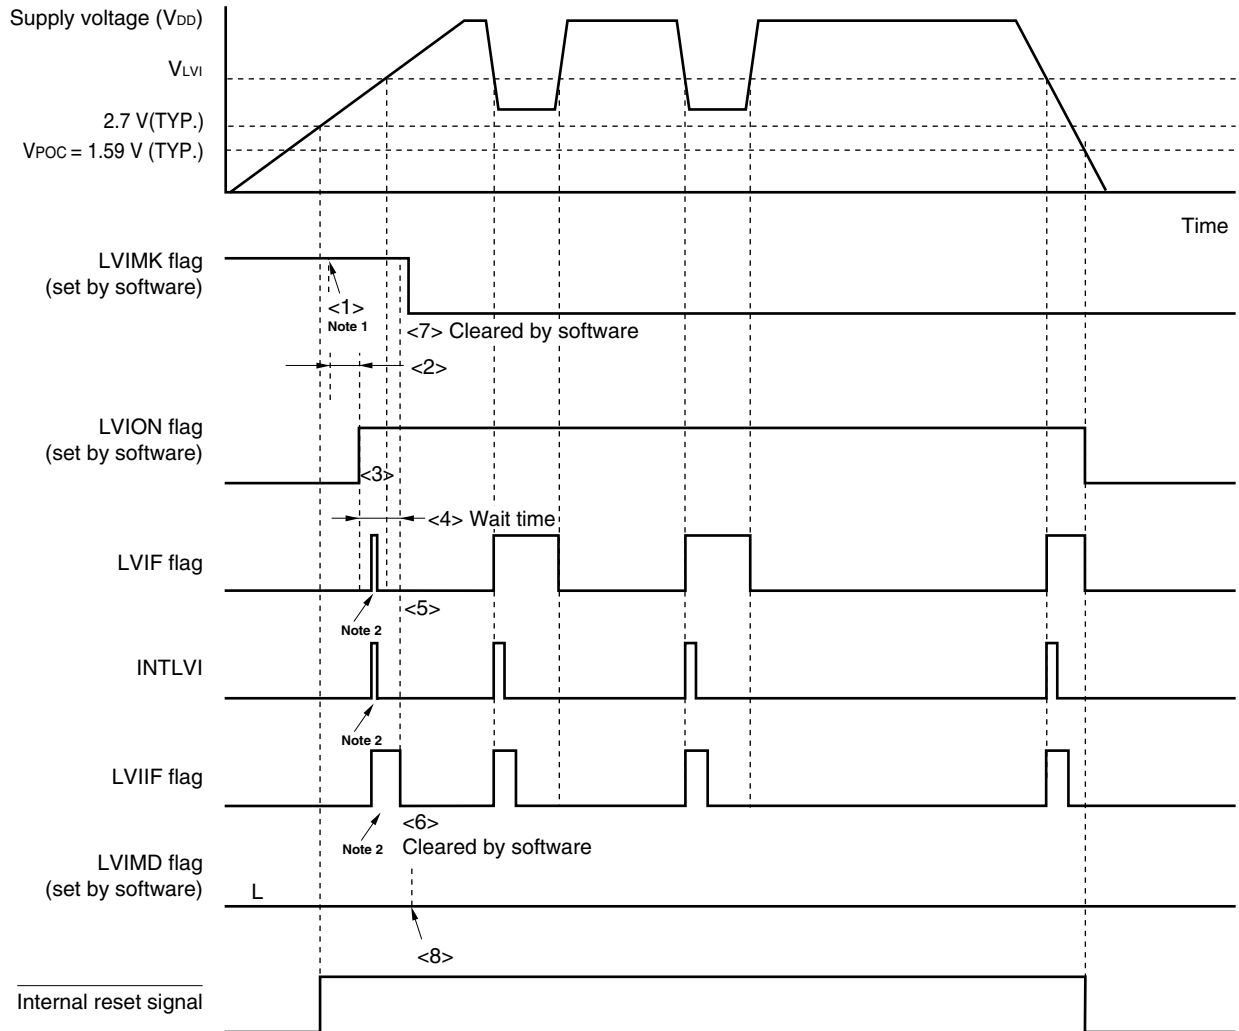 Supply voltage (VDD)
VLVI
2.7 V(TYP.)
VPOC = 1.59 V (TYP.)
Time
LVIMK flag
(set by software)
<1>
Note 1
<7> Cleared by software
<2>
LVION flag
(set by software)
<3>
<4> Wait time
LVIF flag
<5>
Note 2
INTLVI
Note 2
LVIIF flag
<6>
Note 2
Cleared by software
LVIMD flag
(set by software)
L
<8>
Internal reset signal